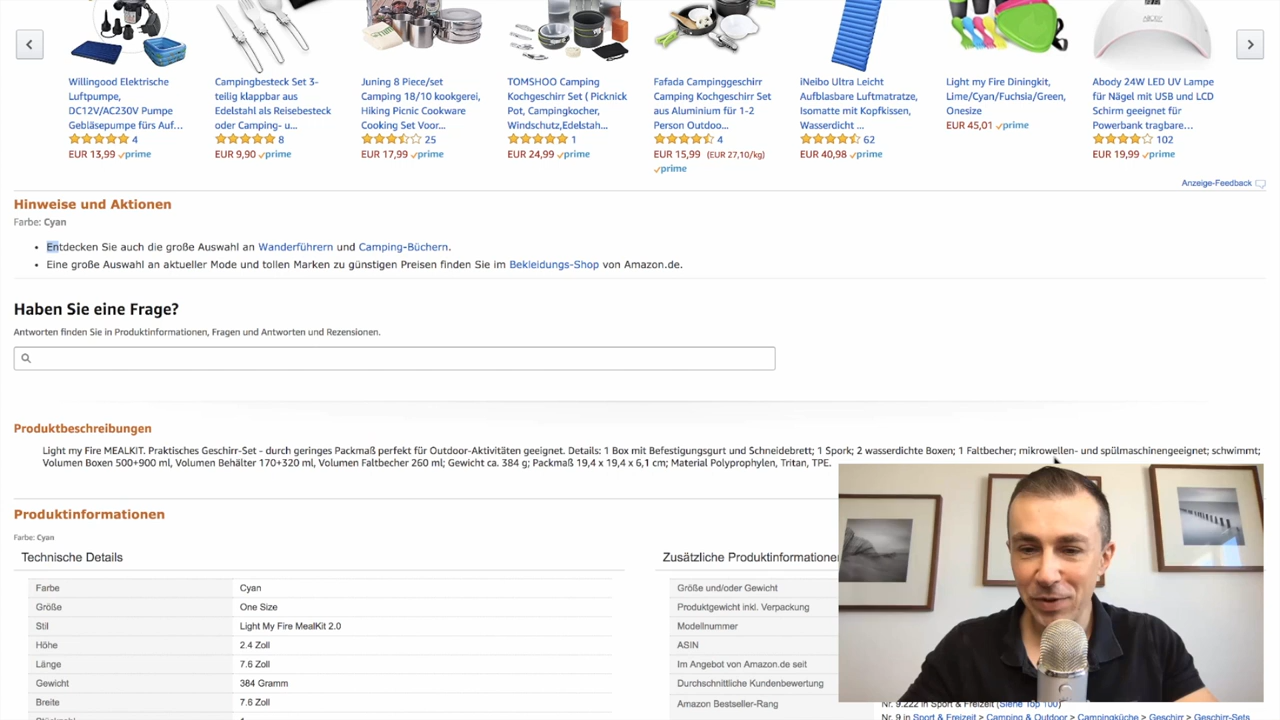 Willingood Elektrische
Luftpumpe,
DC12V/AC230V Pumpe
Gebläsepumpe fürs Auf...
4
EUR 13,99 prime
Campingbesteck Set 3-
teilig klappbar aus
Edelstahl als Reisebesteck
oder Camping- u...
8
EUR 9,90 prime
Juning 8 Piece/set
Camping 18/10 kookgerei,
Hiking Picnic Cookware
Cooking Set Voor...
25
EUR 17,99 prime
TOMSHOO Camping
Kochgeschirr Set ( Picknick
Pot, Campingkocher,
Windschutz,Edelstah...
1
EUR 24,99 prime
Fafada Campinggeschirr
Camping Kochgeschirr Set
aus Aluminium für 1-2
Person Outdoo...
4
EUR 15,99 (EUR 27,10/kg)
prime
iNeibo Ultra Leicht
Aufblasbare Luftmatratze,
Isomatte mit Kopfkissen,
Wasserdicht ...
62
EUR 40,98 prime
Light my Fire Diningkit,
Lime/Cyan/Fuchsia/Green,
Onesize
EUR 45,01 prime
Abody 24W LED UV Lampe
für Nägel mit USB und LCD
Schirm geeignet für
Powerbank tragbare...
102
EUR 19,99 prime
Anzeige-Feedback
Hinweise und Aktionen
Farbe: Cyan
• Entdecken Sie auch die große Auswahl an Wanderführern und Camping-Büchern.
• Eine große Auswahl an aktueller Mode und tollen Marken zu günstigen Preisen finden Sie im Bekleidungs-Shop von Amazon.de.
Haben Sie eine Frage?
Antworten finden Sie in Produktinformationen, Fragen und Antworten und Rezensionen.
Produktbeschreibungen
Light my Fire MEALKIT. Praktisches Geschirr-Set - durch geringes Packmaß perfekt für Outdoor-Aktivitäten geeignet. Details: 1 Box mit Befestigungsgurt und Schneidebrett; 1 Spork; 2 wasserdichte Boxen; 1 Faltbecher; mikrowellen- und spülmaschinengeeignet; schwimmt;
Volumen Boxen 500+900 ml, Volumen Behälter 170+320 ml, Volumen Faltbecher 260 ml; Gewicht ca. 384 g; Packmaß 19,4 x 19,4 x 6,1 cm; Material Polyprophylen, Tritan, TPE.
Produktinformationen
Farbe: Cyan
Technische Details
Farbe Cyan
Größe One Size
Stil Light My Fire MealKit 2.0
Höhe 2.4 Zoll
Länge 7.6 Zoll
Gewicht 384 Gramm
Breite 7.6 Zoll
Zusätzliche Produktinformationen
Größe und/oder Gewicht
Produktgewicht inkl. Verpackung
Modellnummer
ASIN
Im Angebot von Amazon.de seit
Durchschnittliche Kundenbewertung
Amazon Bestseller-Rang
Nr. 9.222 in Sport & Freizeit (Siehe Top 100)
Nr. 9 in Sport & Freizeit > Camping & Outdoor > Campingküche > Geschirr > Geschirr-Sets